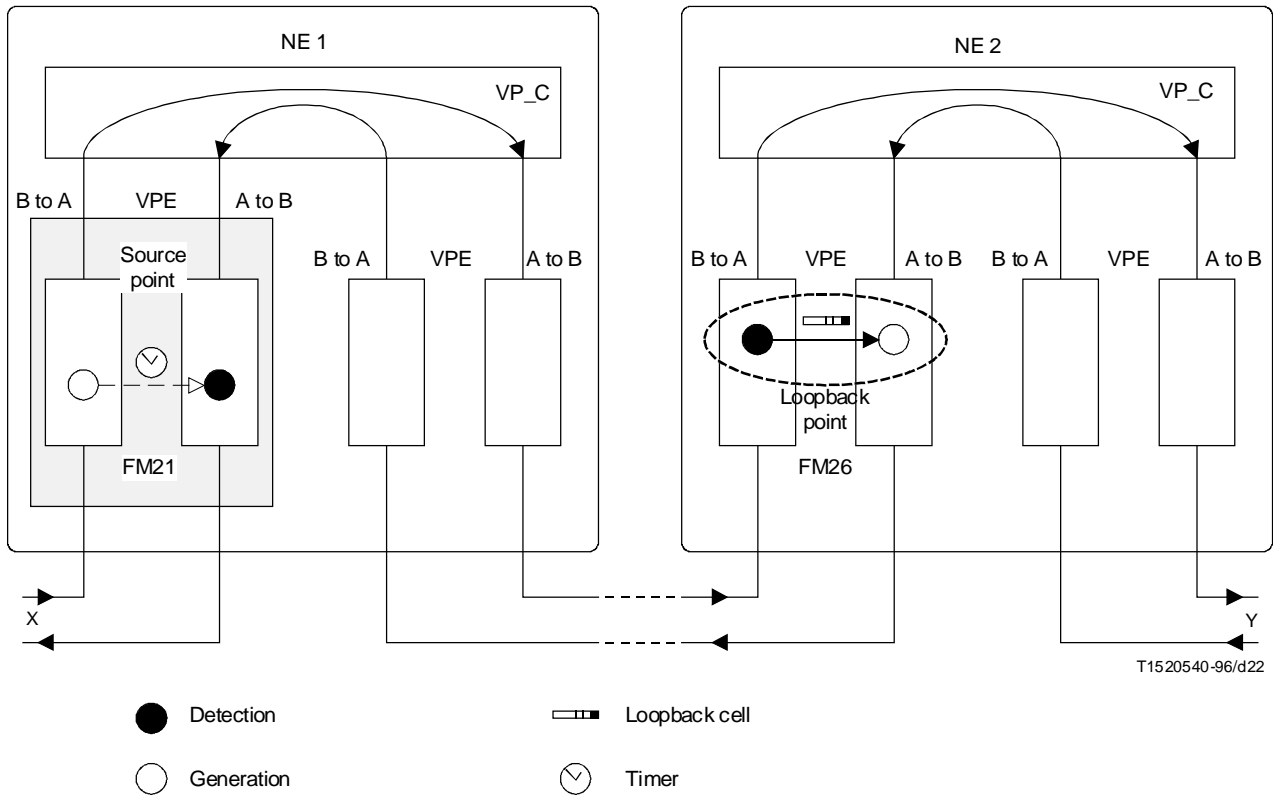 NE 1
NE 2
VP_C
VP_C
B to A
VPE
A to B
Source
point
B to A
VPE
A to B
B to A
VPE
A to B
B to A
VPE
A to B
Loopback
point
FM21
FM26
X
Y
T1520540-96/d22
Detection
Loopback cell
Generation
Timer